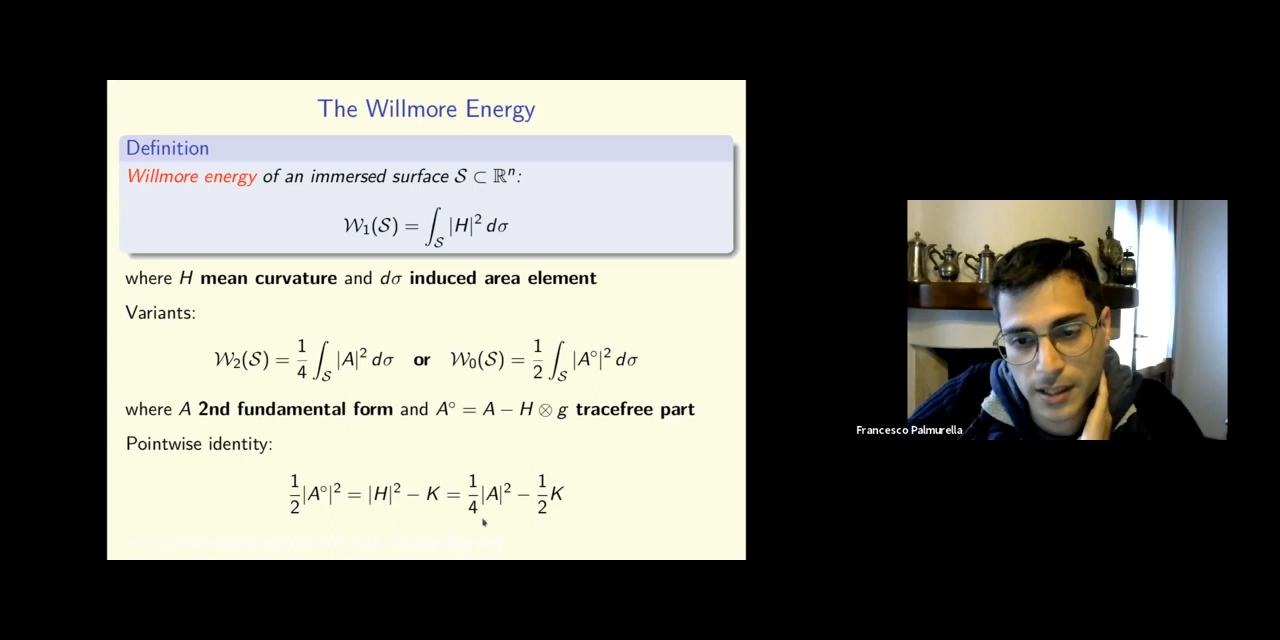 The Willmore Energy
Definition
Willmore energy of an immersed surface 𝒮 ⊂ ℝⁿ:
𝒲₁(𝒮) = ∫_𝒮 |H|² dσ
where H mean curvature and dσ induced area element
Variants:
𝒲₂(𝒮) = 1/4 ∫_𝒮 |A|² dσ or 𝒲₀(𝒮) = 1/2 ∫_𝒮 |A°|² dσ
where A 2nd fundamental form and A° = A − H ⊗ g tracefree part
Pointwise identity:
1/2|A°|² = |H|² − K = 1/4|A|² − 1/2K
Francesco Palmurella